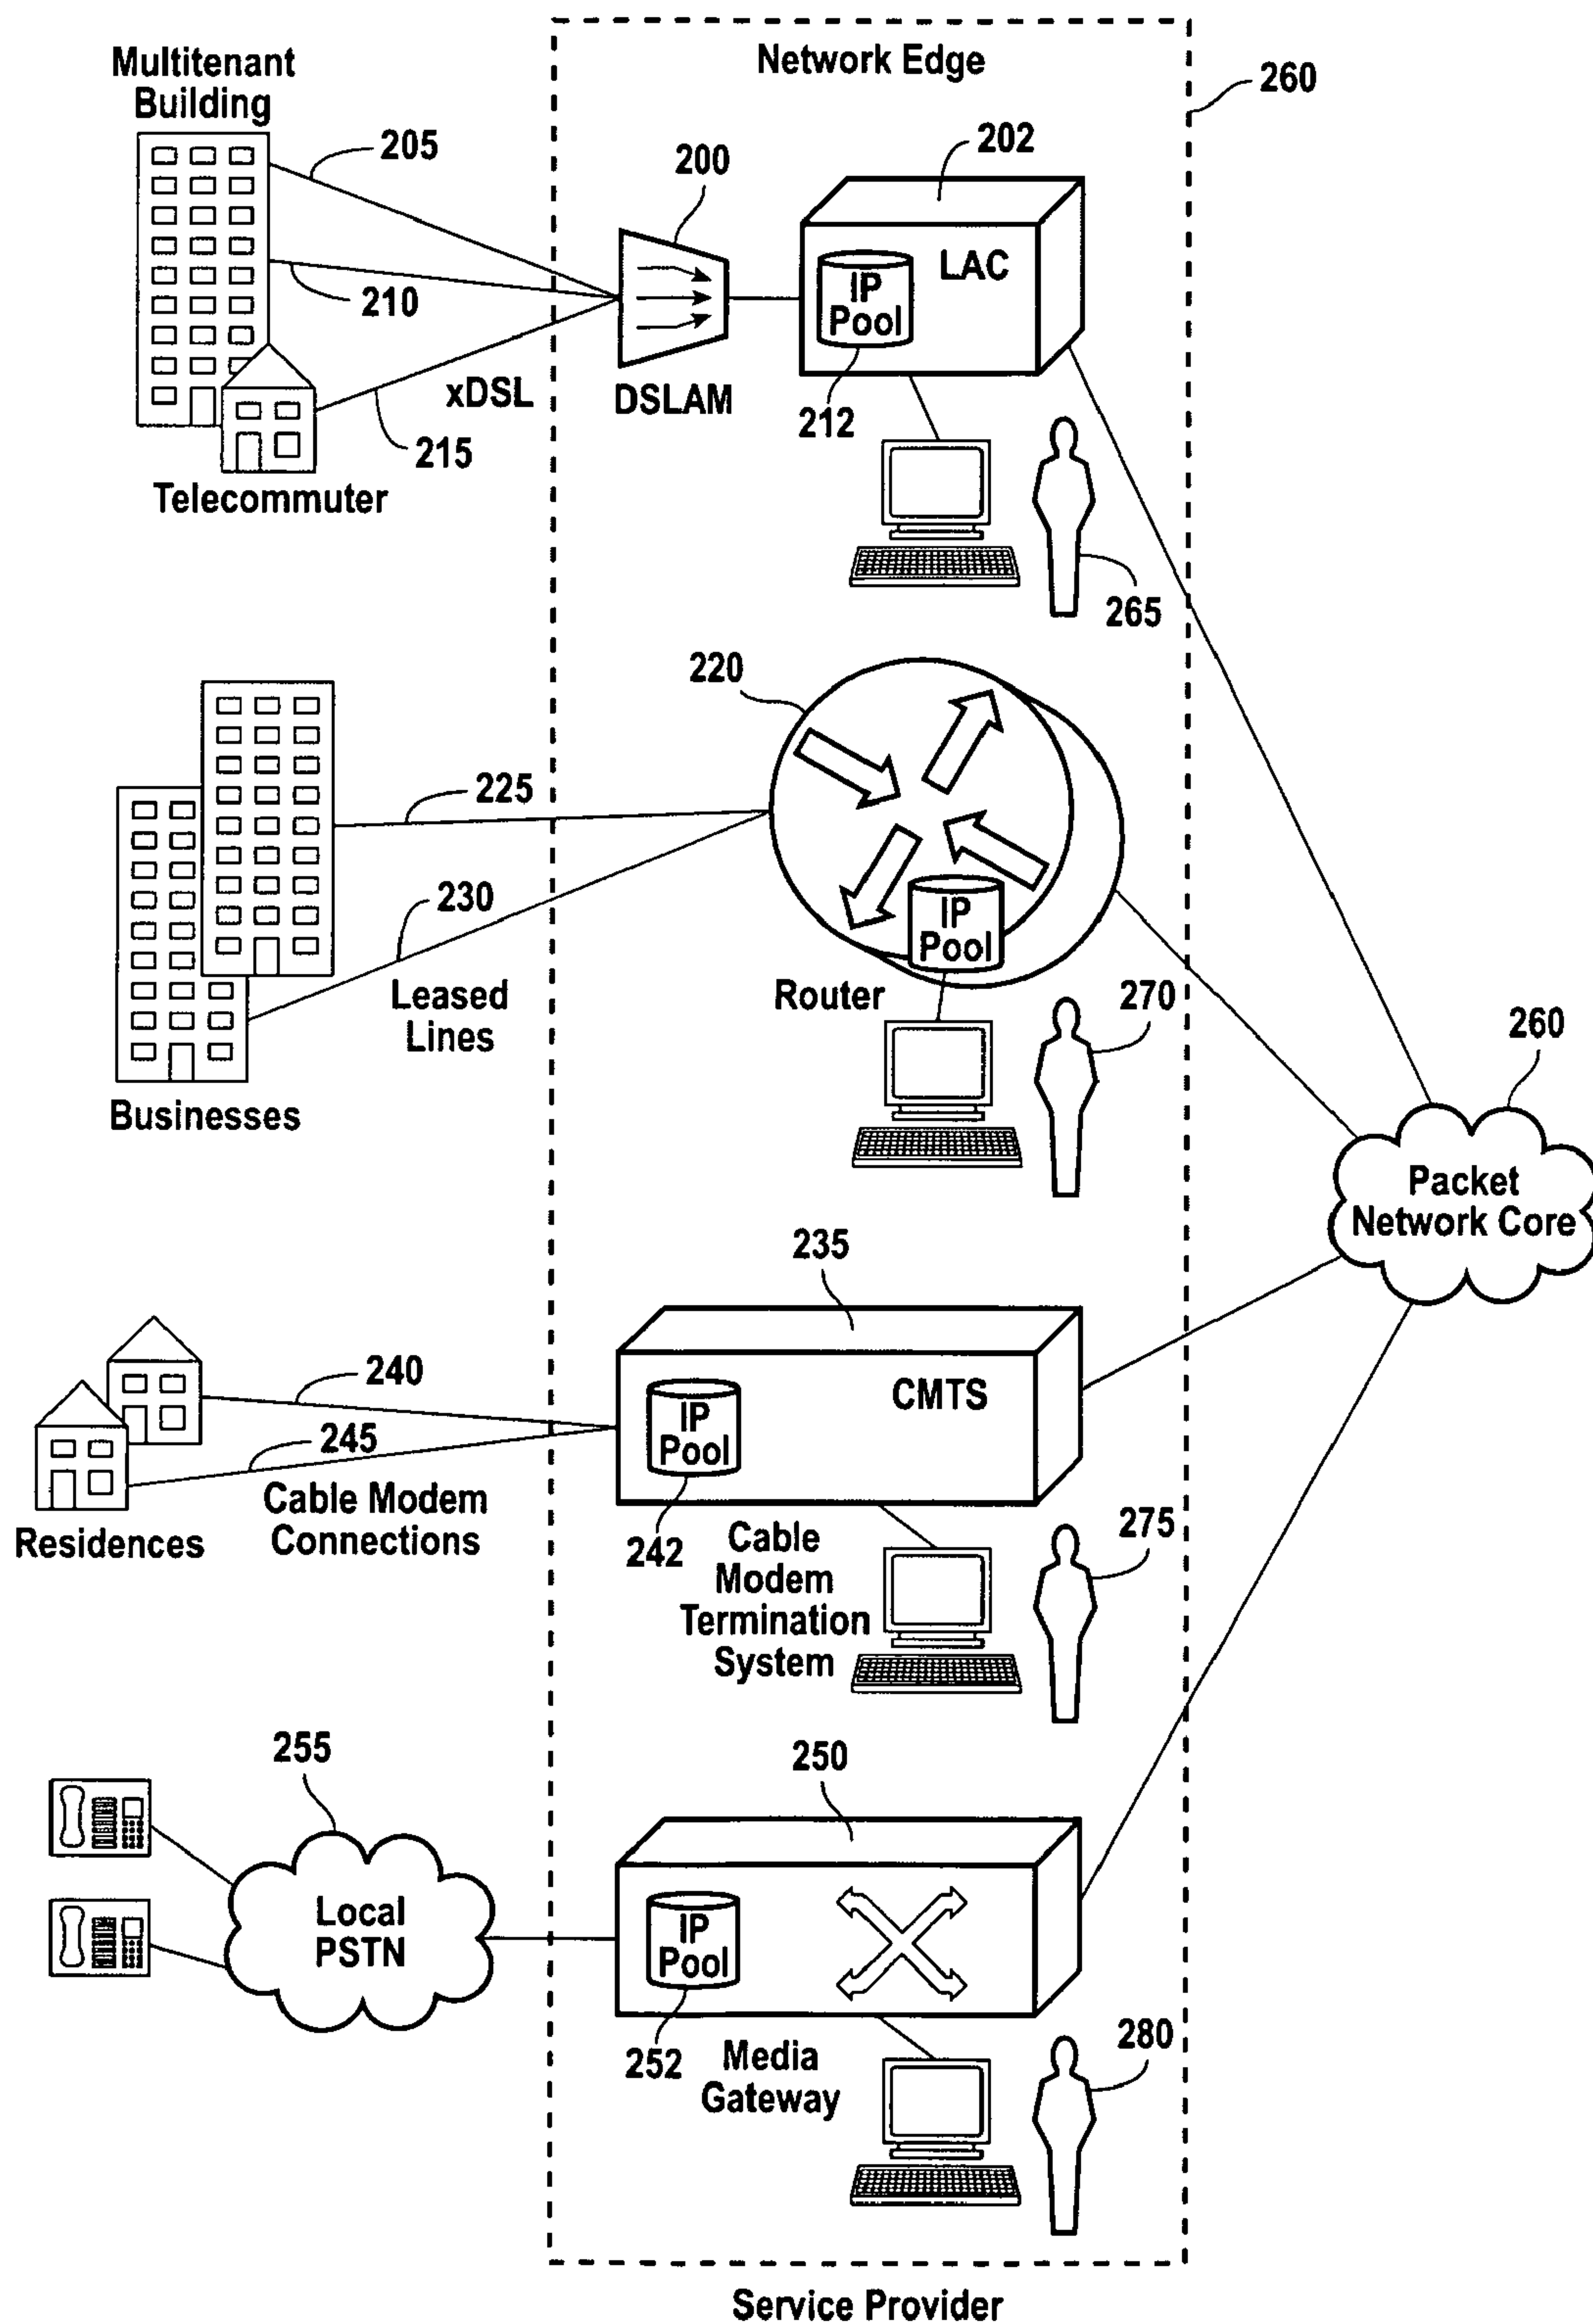 Network Edge
260
Multitenant
Building
205
200
202
LAC
IP
Pool
210
xDSL
DSLAM
212
215
Telecommuter
265
220
225
230
IP
Pool
Leased
Lines
Router
270
Businesses
260
Packet
Network Core
235
240
CMTS
IP
Pool
245
Cable Modem
Connections
Residences
242
Cable
Modem
Termination
System
275
255
250
Local
PSTN
IP
Pool
252
Media
Gateway
280
Service Provider